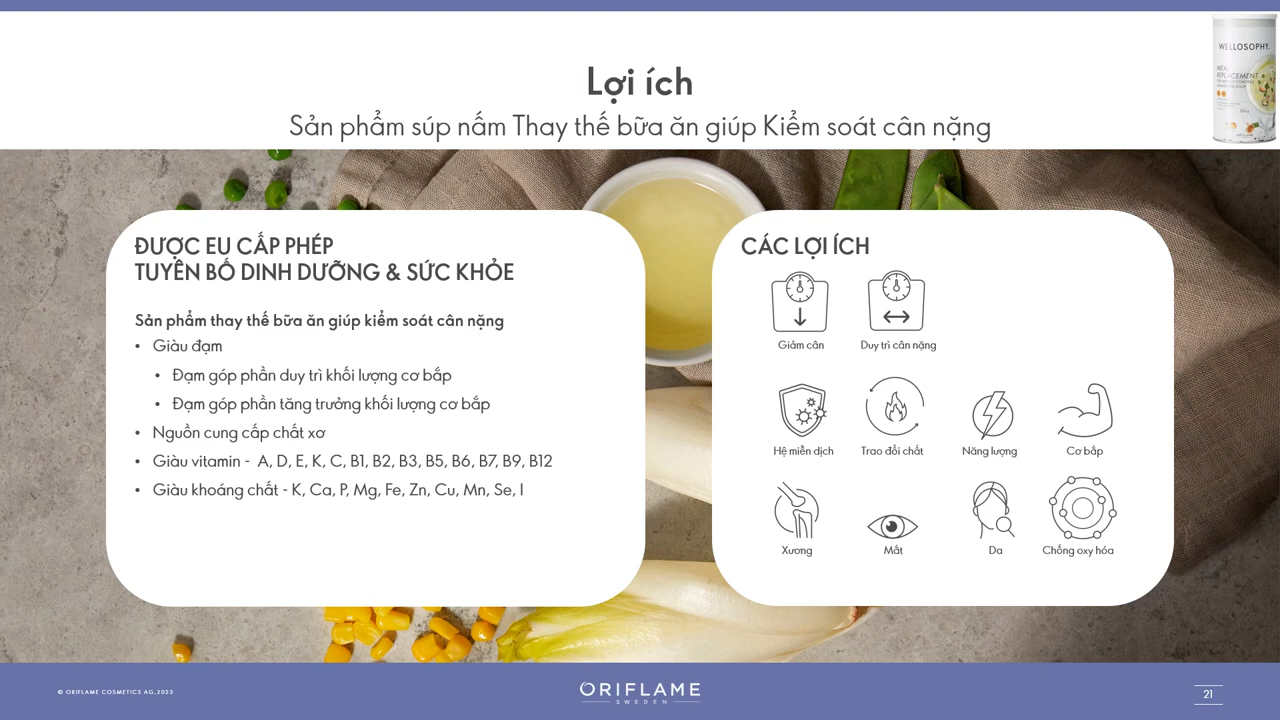 Lợi ích
Sản phẩm súp nấm Thay thế bữa ăn giúp Kiểm soát cân nặng
WELLOSOPHY.
MEAL
REPLACEMENT
ĐƯỢC EU CẤP PHÉP
TUYÊN BỐ DINH DƯỠNG & SỨC KHỎE
Sản phẩm thay thế bữa ăn giúp kiểm soát cân nặng
• Giàu đạm
• Đạm góp phần duy trì khối lượng cơ bắp
• Đạm góp phần tăng trưởng khối lượng cơ bắp
• Nguồn cung cấp chất xơ
• Giàu vitamin - A, D, E, K, C, B1, B2, B3, B5, B6, B7, B9, B12
• Giàu khoáng chất - K, Ca, P, Mg, Fe, Zn, Cu, Mn, Se, I
CÁC LỢI ÍCH
Giảm cân Duy trì cân nặng
Hệ miễn dịch Trao đổi chất Năng lượng Cơ bắp
Xương Mắt Da Chống oxy hóa
© ORIFLAME COSMETICS AG, 2023
ORIFLAME
SWEDEN
21